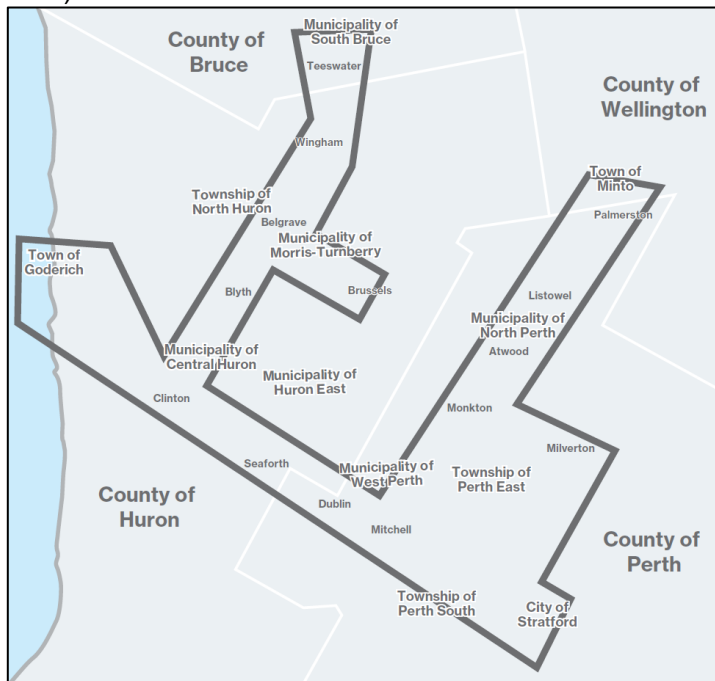 County of
Bruce
Municipality of
South Bruce
Teeswater
County of
Wellington
Wingham
Town of
Minto
Palmerston
Township of
North Huron
Belgrave
Municipality of
Morris-Turnberry
Town of
Goderich
Blyth
Brussels
Listowel
Municipality of
North Perth
Atwood
Municipality of
Central Huron
Municipality of
Huron East
Clinton
Monkton
Milverton
Seaforth
Municipality of
West Perth
Township of
Perth East
Dublin
County of
Huron
Mitchell
County of
Perth
Township of
Perth South
City of
Stratford